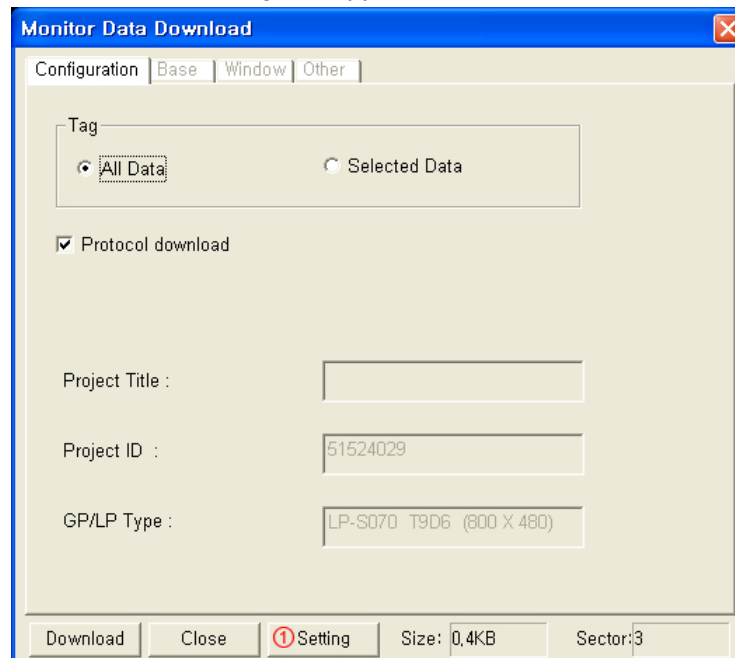 Monitor Data Download
Configuration Base Window Other
Tag
All Data Selected Data
Protocol download
Project Title :
Project ID : 51524029
GP/LP Type : LP-S070 T9D6 (800 X 480)
Download Close ①Setting Size: 0,4KB Sector:3